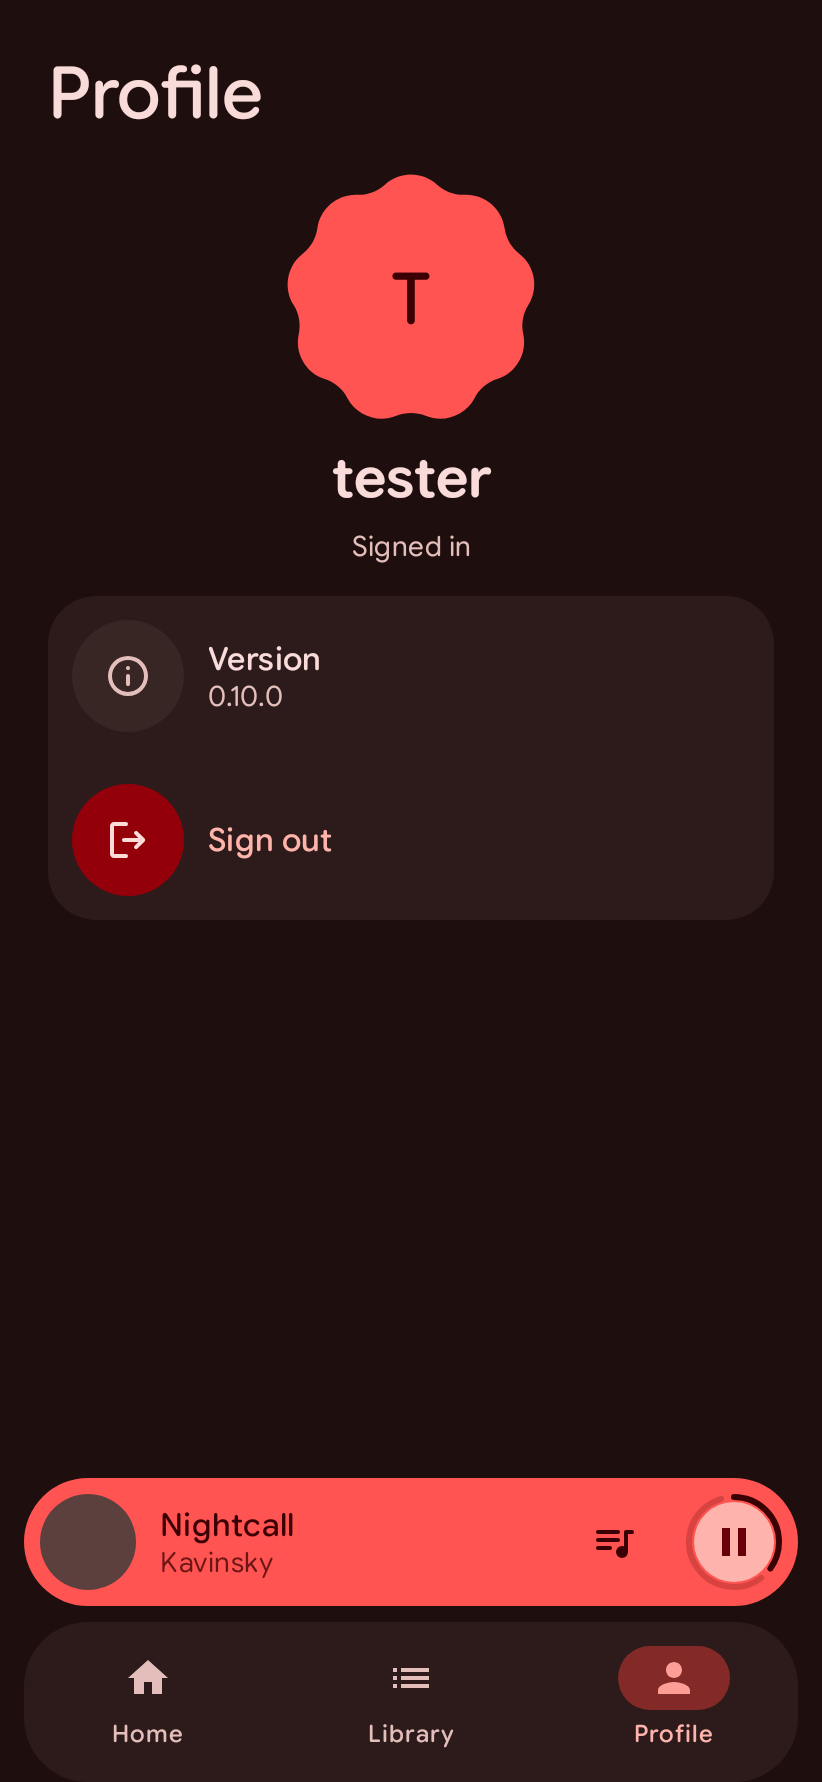 Profile
T
tester
Signed in
Version
0.10.0
Sign out
Nightcall
Kavinsky
Home
Library
Profile